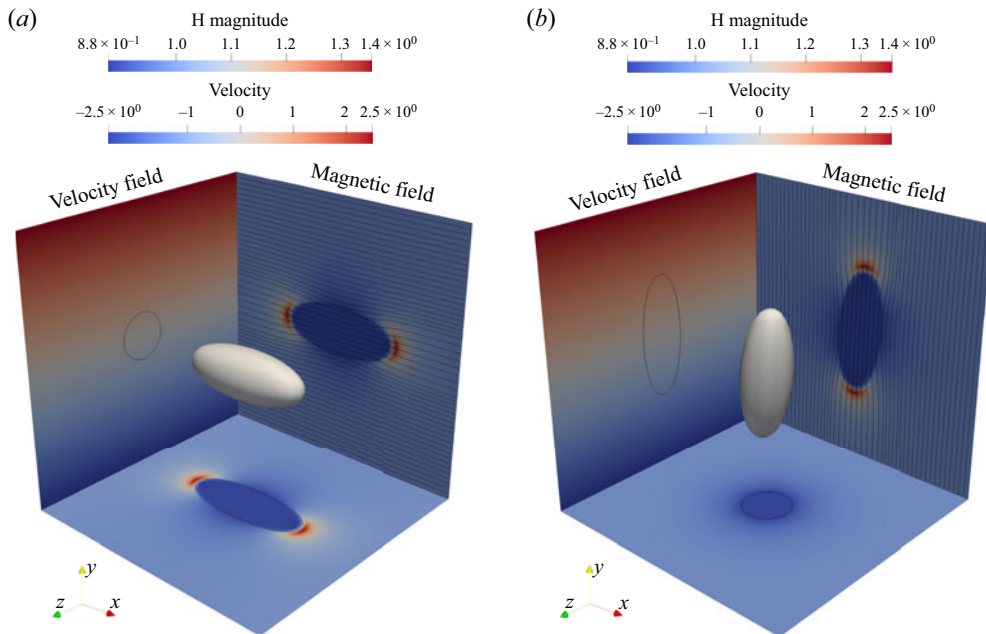 (a)
H magnitude
8.8 × 10⁻¹ 1.0 1.1 1.2 1.3 1.4 × 10⁰
Velocity
−2.5 × 10⁰ −1 0 1 2 2.5 × 10⁰
Velocity field
Magnetic field
y
z
x
(b)
H magnitude
8.8 × 10⁻¹ 1.0 1.1 1.2 1.3 1.4 × 10⁰
Velocity
−2.5 × 10⁰ −1 0 1 2 2.5 × 10⁰
Velocity field
Magnetic field
y
z
x